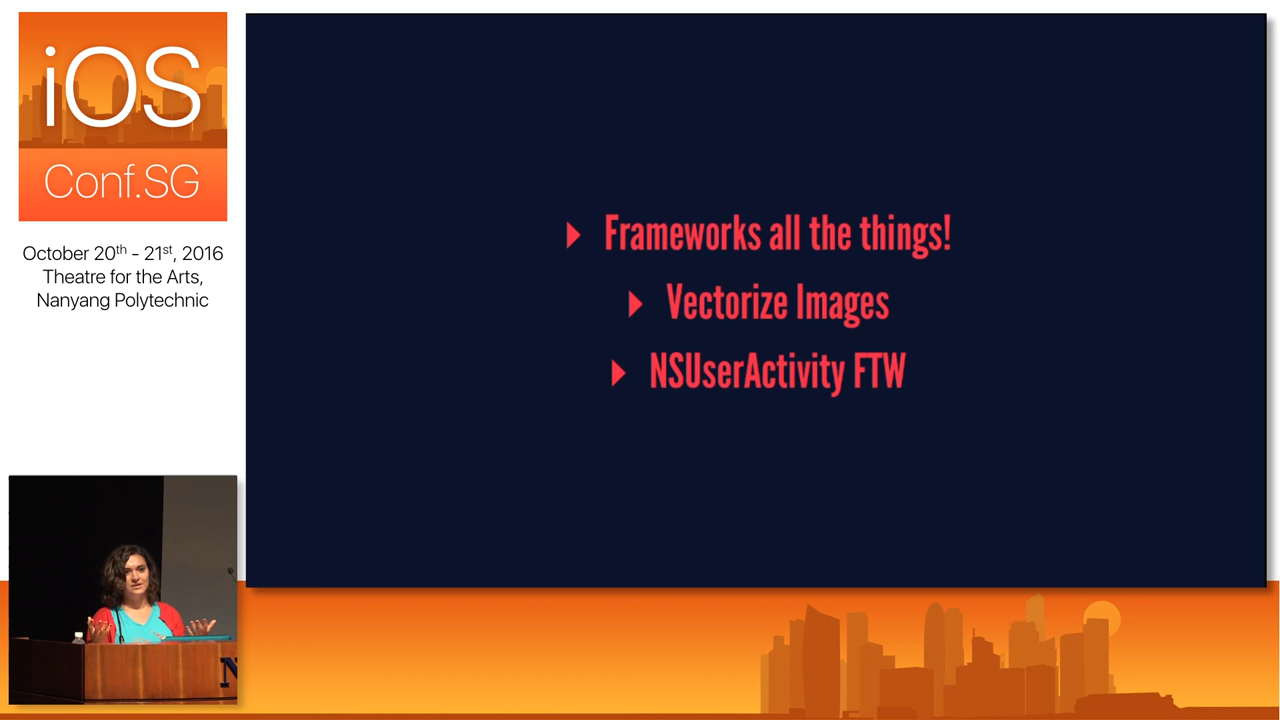 iOS
Conf.SG
October 20th - 21st, 2016
Theatre for the Arts,
Nanyang Polytechnic
Frameworks all the things!
Vectorize Images
NSUserActivity FTW
N